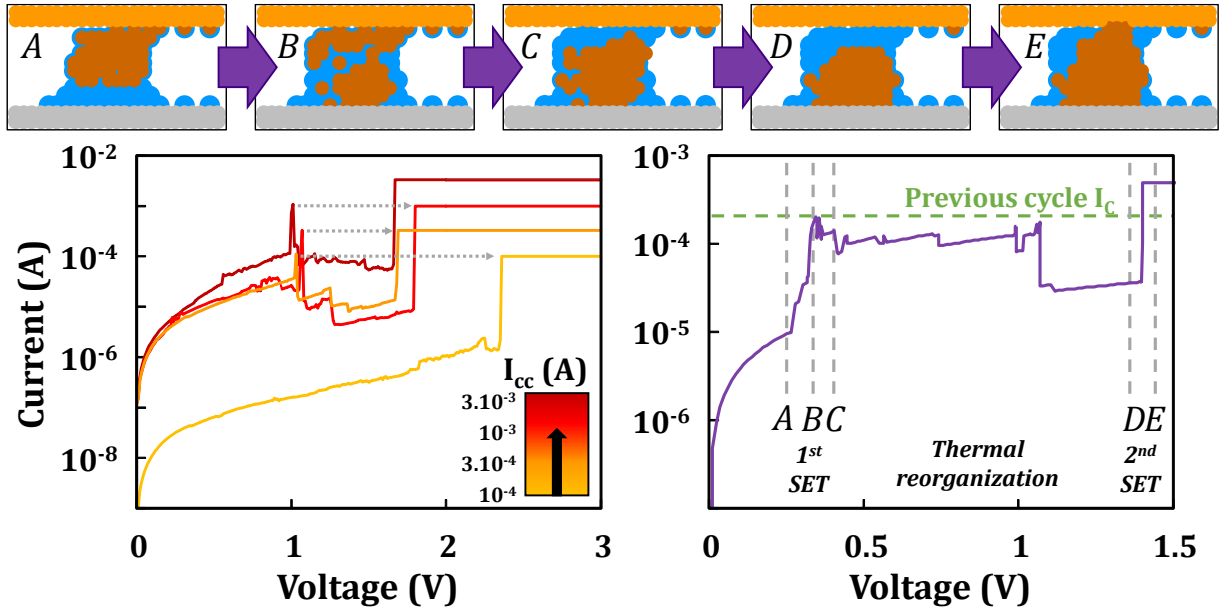 A
B
C
D
E
10-2
10-4
10-6
10-8
Current (A)
0
1
2
3
Voltage (V)
Icc (A)
3.10-3
10-3
3.10-4
10-4
10-3
10-4
10-5
10-6
Previous cycle IC
A
B
C
D
E
1st
SET
Thermal
reorganization
2nd
SET
0
0.5
1
1.5
Voltage (V)